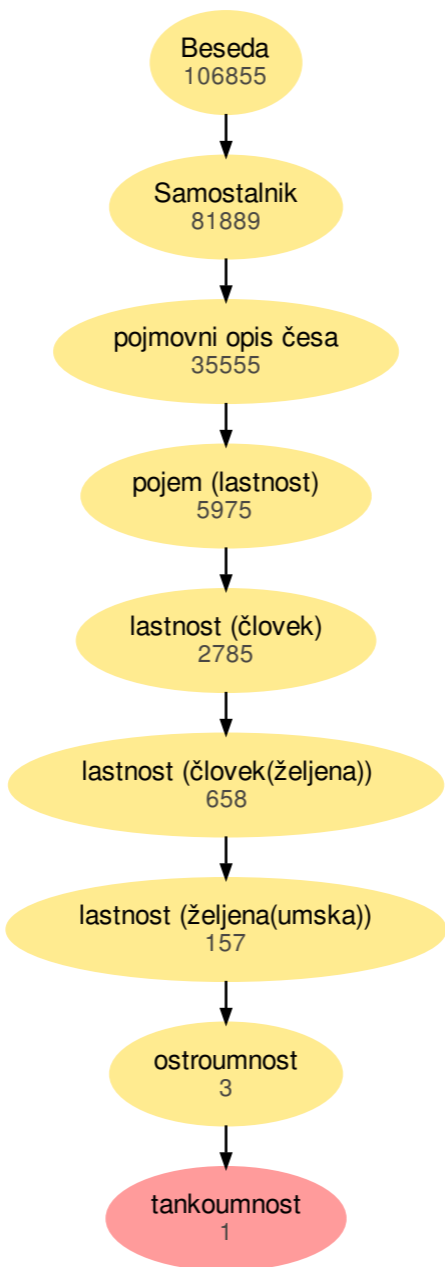 Beseda
106855
Samostalnik
81889
pojmovni opis česa
35555
pojem (lastnost)
5975
lastnost (človek)
2785
lastnost (človek(željena))
658
lastnost (željena(umska))
157
ostroumnost
3
tankoumnost
1